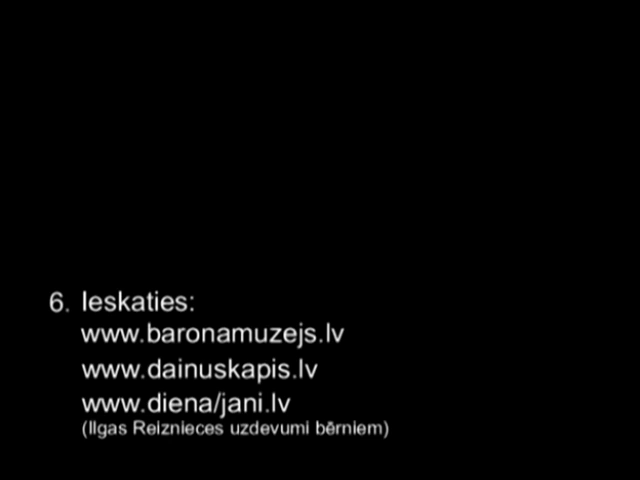 6. Ieskaties:
www.baronamuzejs.lv
www.dainuskapis.lv
www.diena/jani.lv
(Ilgas Reiznieces uzdevumi bērniem)